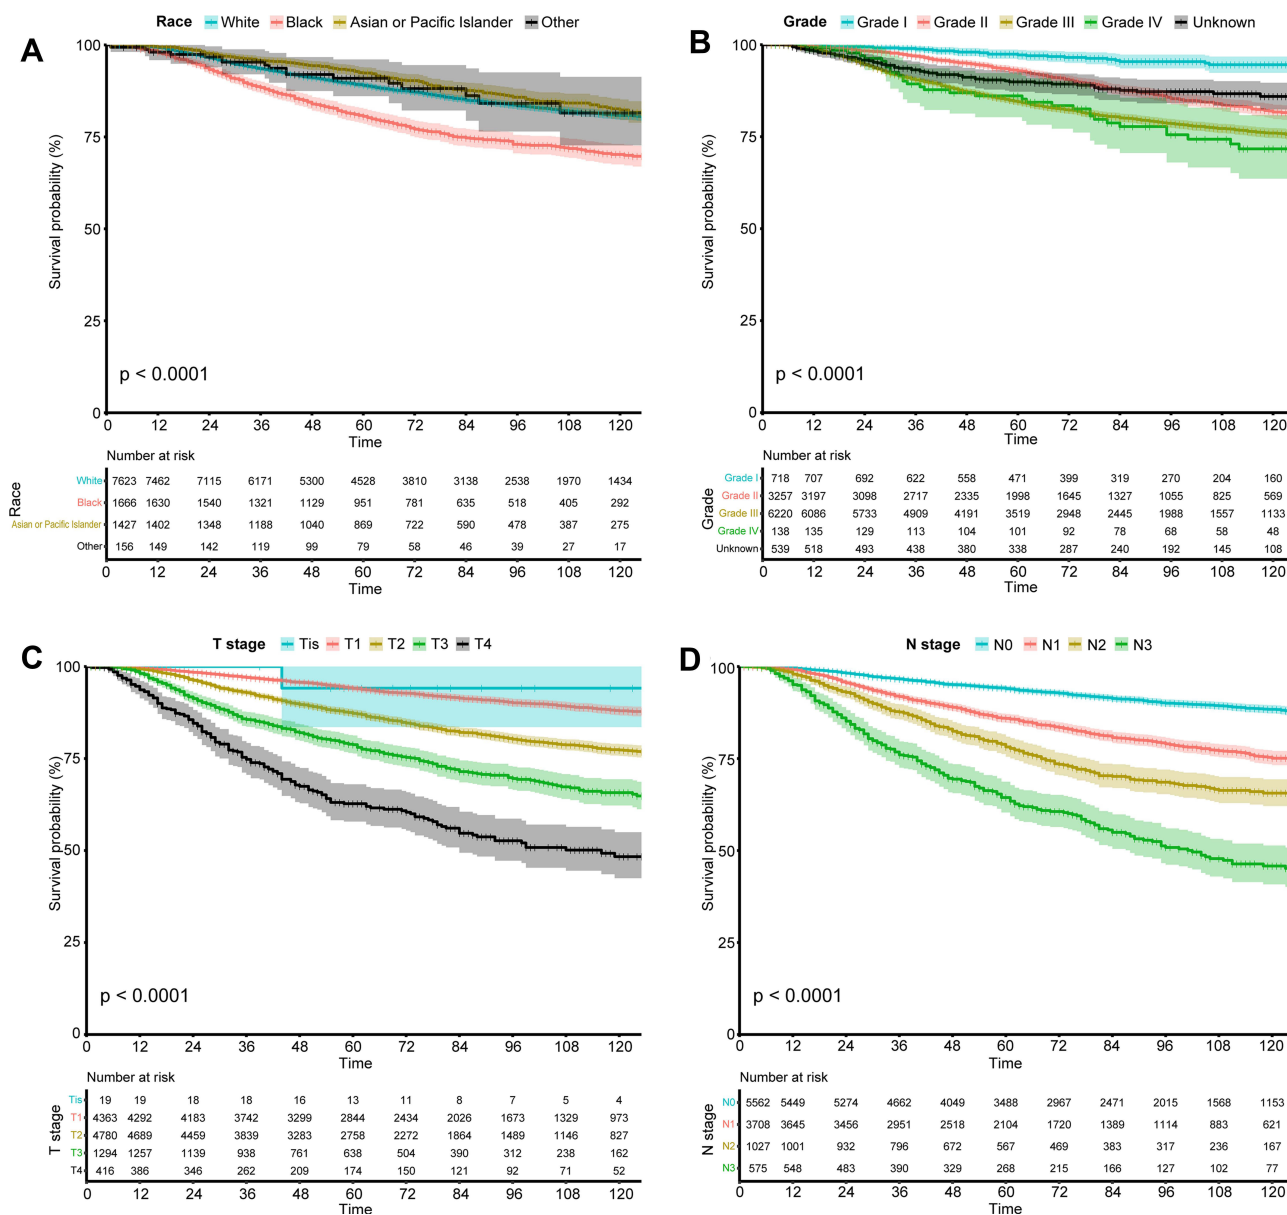 A
Race White Black Asian or Pacific Islander Other
Survival probability (%)
100
75
50
25
0
p < 0.0001
0 12 24 36 48 60 72 84 96 108 120
Time
Number at risk
Race
White 7623 7462 7115 6171 5300 4528 3810 3138 2538 1970 1434
Black 1666 1630 1540 1321 1129 951 781 635 518 405 292
Asian or Pacific Islander 1427 1402 1348 1188 1040 869 722 590 478 387 275
Other 156 149 142 119 99 79 58 46 39 27 17
0 12 24 36 48 60 72 84 96 108 120
Time
B
Grade Grade I Grade II Grade III Grade IV Unknown
Survival probability (%)
100
75
50
25
0
p < 0.0001
0 12 24 36 48 60 72 84 96 108 120
Time
Number at risk
Grade
Grade I 718 707 692 622 558 471 399 319 270 204 160
Grade II 3257 3197 3098 2717 2335 1998 1645 1327 1055 825 569
Grade III 6220 6086 5733 4909 4191 3519 2948 2445 1988 1557 1133
Grade IV 138 135 129 113 104 101 92 78 68 58 48
Unknown 539 518 493 438 380 338 287 240 192 145 108
0 12 24 36 48 60 72 84 96 108 120
Time
C
T stage Tis T1 T2 T3 T4
Survival probability (%)
100
75
50
25
0
p < 0.0001
0 12 24 36 48 60 72 84 96 108 120
Time
Number at risk
T stage
Tis 19 19 18 18 16 13 11 8 7 5 4
T1 4363 4292 4183 3742 3299 2844 2434 2026 1673 1329 973
T2 4780 4689 4459 3839 3283 2758 2272 1864 1489 1146 827
T3 1294 1257 1139 938 761 638 504 390 312 238 162
T4 416 386 346 262 209 174 150 121 92 71 52
0 12 24 36 48 60 72 84 96 108 120
Time
D
N stage N0 N1 N2 N3
Survival probability (%)
100
75
50
25
0
p < 0.0001
0 12 24 36 48 60 72 84 96 108 120
Time
Number at risk
N stage
N0 5562 5449 5274 4662 4049 3488 2967 2471 2015 1568 1153
N1 3708 3645 3456 2951 2518 2104 1720 1389 1114 883 621
N2 1027 1001 932 796 672 567 469 383 317 236 167
N3 575 548 483 390 329 268 215 166 127 102 77
0 12 24 36 48 60 72 84 96 108 120
Time